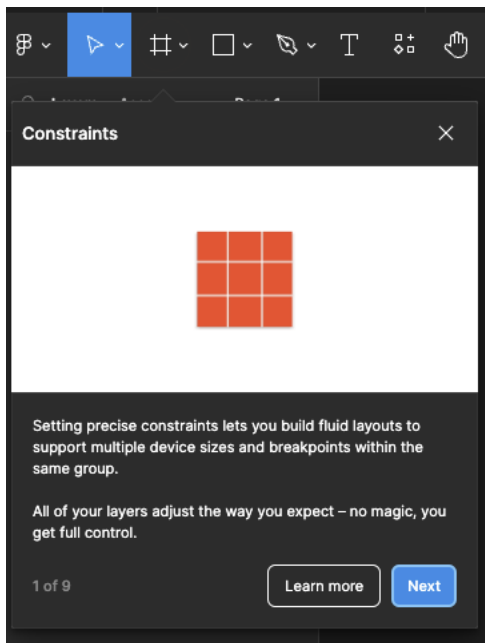 T
Constraints
Setting precise constraints lets you build fluid layouts to
support multiple device sizes and breakpoints within the
same group.
All of your layers adjust the way you expect – no magic, you
get full control.
1 of 9
Learn more
Next